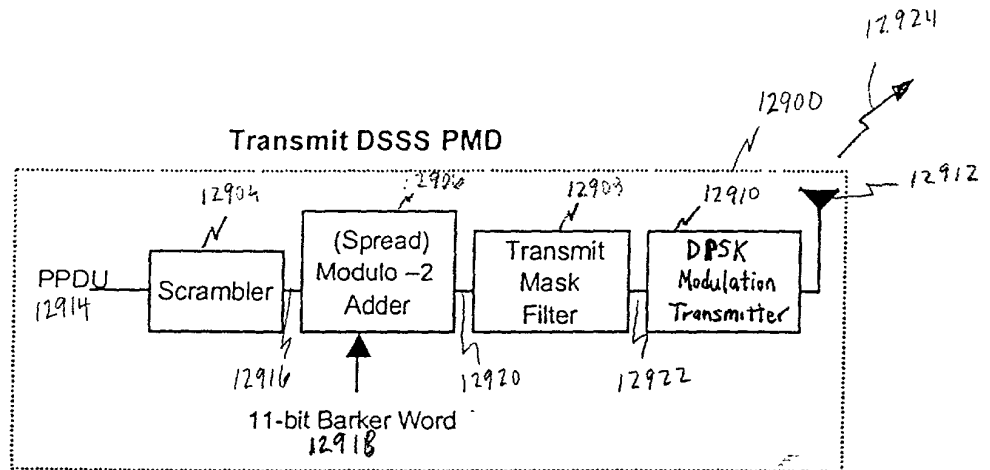 12924
12900
Transmit DSSS PMD
12904
2906
12908
12910
12912
(Spread)
Modulo -2
Adder
Transmit
Mask
Filter
DPSK
Modulation
Transmitter
PPDU
12914
Scrambler
12916
12920
12922
11-bit Barker Word
12918